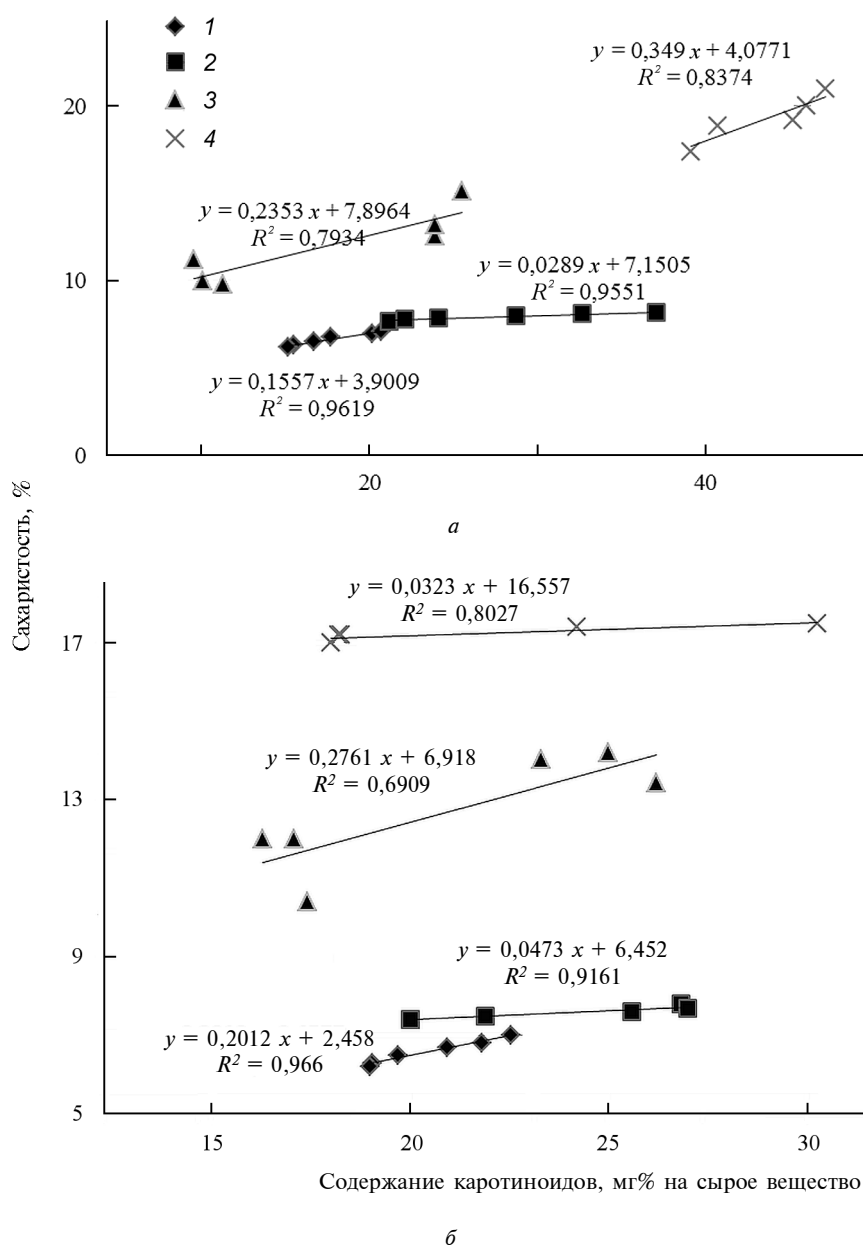 1
2
3
4
y = 0,349 x + 4,0771
R² = 0,8374
20
y = 0,2353 x + 7,8964
R² = 0,7934
y = 0,0289 x + 7,1505
R² = 0,9551
10
y = 0,1557 x + 3,9009
R² = 0,9619
0
20
40
а
Сахаристость, %
y = 0,0323 x + 16,557
R² = 0,8027
17
y = 0,2761 x + 6,918
R² = 0,6909
13
y = 0,0473 x + 6,452
R² = 0,9161
9
y = 0,2012 x + 2,458
R² = 0,966
5
15
20
25
30
Содержание каротиноидов, мг% на сырое вещество
б